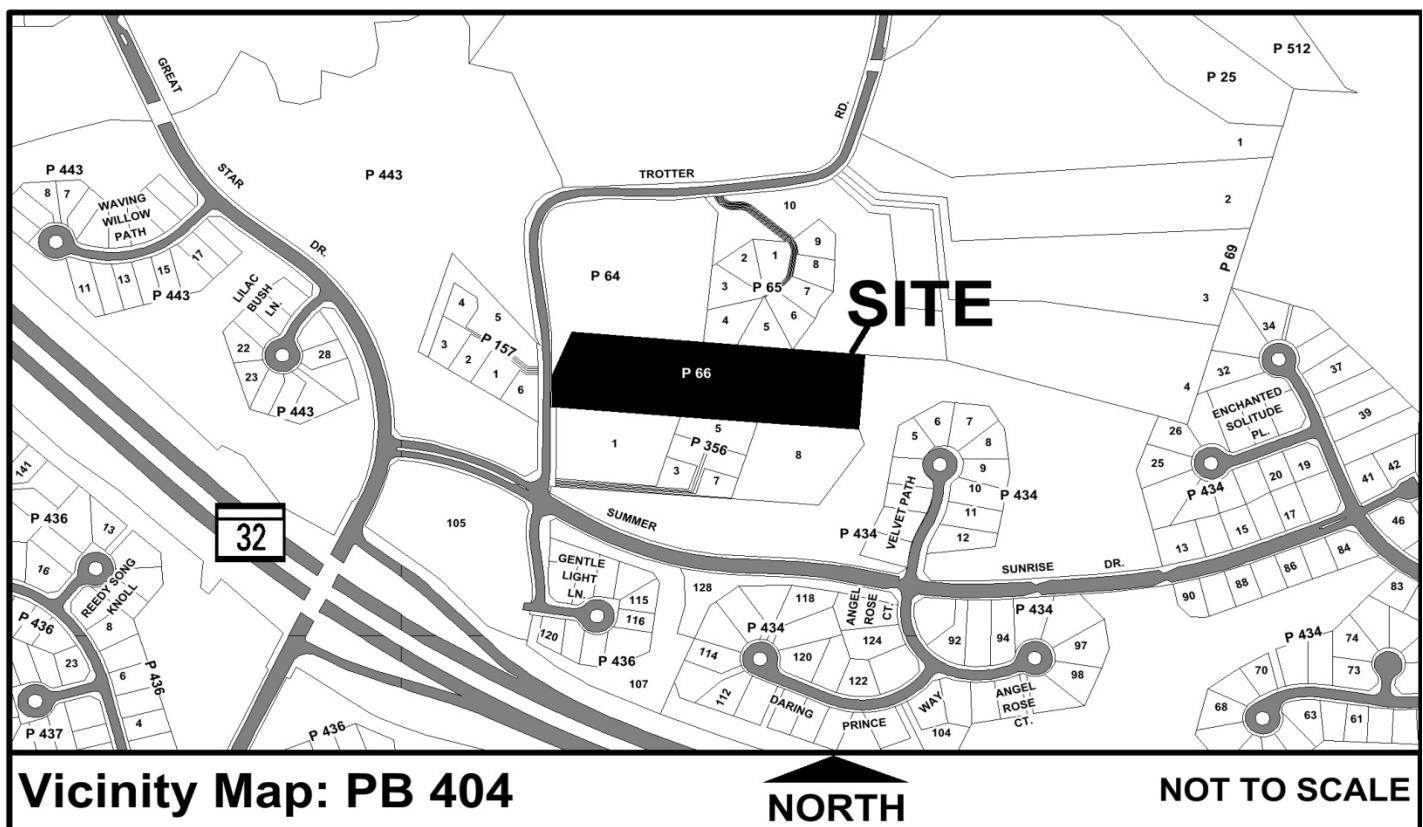 P 512
P 25
GREAT
RD.
1
P 443
8
7
STAR
P 443
TROTTER
2
WAVING
WILLOW
PATH
10
17
9
DR.
1
2
8
15
13
11
P 443
P 64
P 65
3
7
P 69
LILAC
BUSH
LN.
SITE
4
5
6
3
4
5
34
P 157
3
2
1
6
22
28
23
P 66
32
37
4
P 443
ENCHANTED
SOLITUDE
PL.
39
5
6
7
8
26
1
P 356
8
25
9
20
19
41
42
141
3
7
10
P 434
P 434
11
VELVET PATH
P 434
17
46
105
SUMMER
12
15
13
P 436
13
32
84
16
GENTLE
LIGHT
LN.
SUNRISE
DR.
86
88
90
83
REEDY SONG
KNOLL
128
118
ANGEL
ROSE
CT.
P 434
115
116
8
P 436
120
P 434
124
92
94
97
P 434
74
23
114
120
98
70
73
6
P 436
P 436
107
122
112
DARING
PRINCE
WAY
ANGEL
ROSE
CT.
68
63
61
4
P 437
P 436
104
Vicinity Map: PB 404
NORTH
NOT TO SCALE